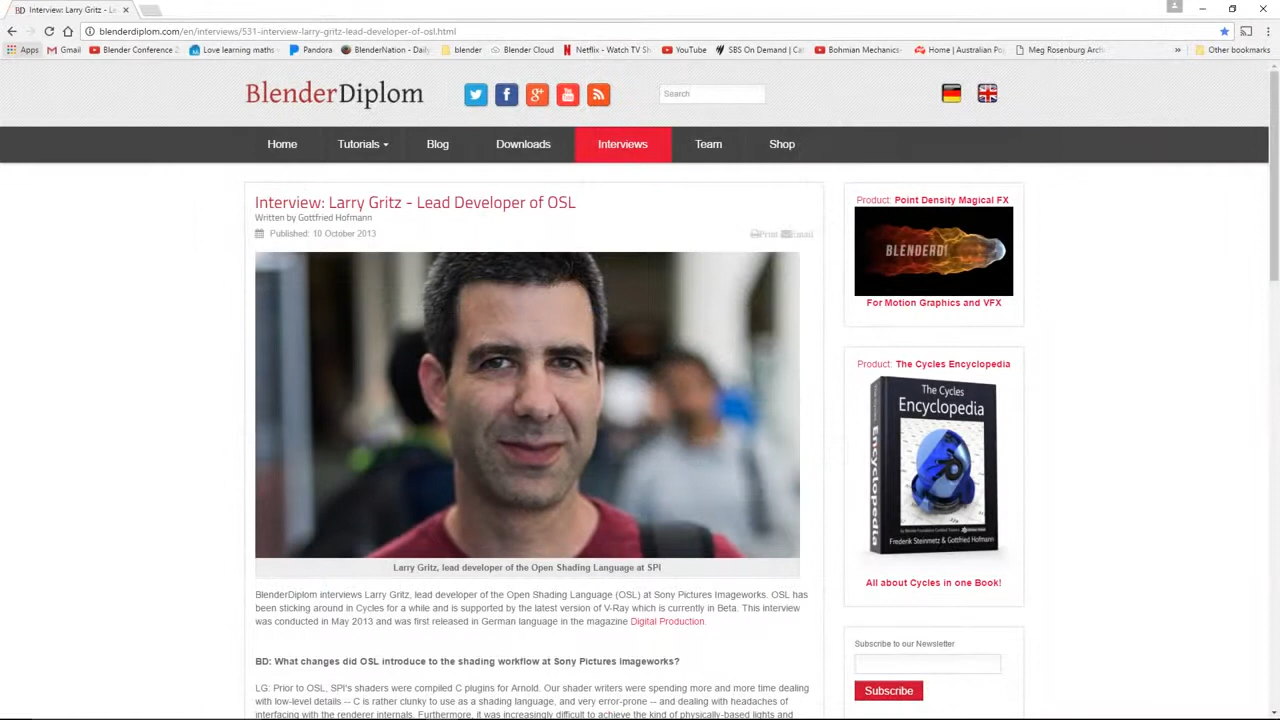 BD Interview: Larry Gritz - Le
blenderdiplom.com/en/interviews/531-interview-larry-gritz-lead-developer-of-osl.html
Apps Gmail Blender Conference 2 Love learning maths Pandora BlenderNation - Daily blender Blender Cloud Netflix - Watch TV Sh YouTube SBS On Demand | Cat Bohmian Mechanics Home | Australian Po Meg Rosenburg Arch » Other bookmarks
BlenderDiplom
Search
Home Tutorials Blog Downloads Interviews Team Shop
Interview: Larry Gritz - Lead Developer of OSL
Written by Gottfried Hofmann
Published: 10 October 2013
Print Email
Larry Gritz, lead developer of the Open Shading Language at SPI
BlenderDiplom interviews Larry Gritz, lead developer of the Open Shading Language (OSL) at Sony Pictures Imageworks. OSL has
been sticking around in Cycles for a while and is supported by the latest version of V-Ray which is currently in Beta. This interview
was conducted in May 2013 and was first released in German language in the magazine Digital Production.
BD: What changes did OSL introduce to the shading workflow at Sony Pictures Imageworks?
LG: Prior to OSL, SPI's shaders were compiled C plugins for Arnold. Our shader writers were spending more and more time dealing
with low-level details -- C is rather clunky to use as a shading language, and very error-prone -- and dealing with headaches of
interfacing with the renderer internals. Furthermore, it was increasingly difficult to achieve the kind of physically-based lights and
Product: Point Density Magical FX
BLENDERDI
For Motion Graphics and VFX
Product: The Cycles Encyclopedia
The Cycles
Encyclopedia
Encyclopedia
Frederik Steinmetz & Gottfried Hofmann
All about Cycles in one Book!
Subscribe to our Newsletter
Subscribe